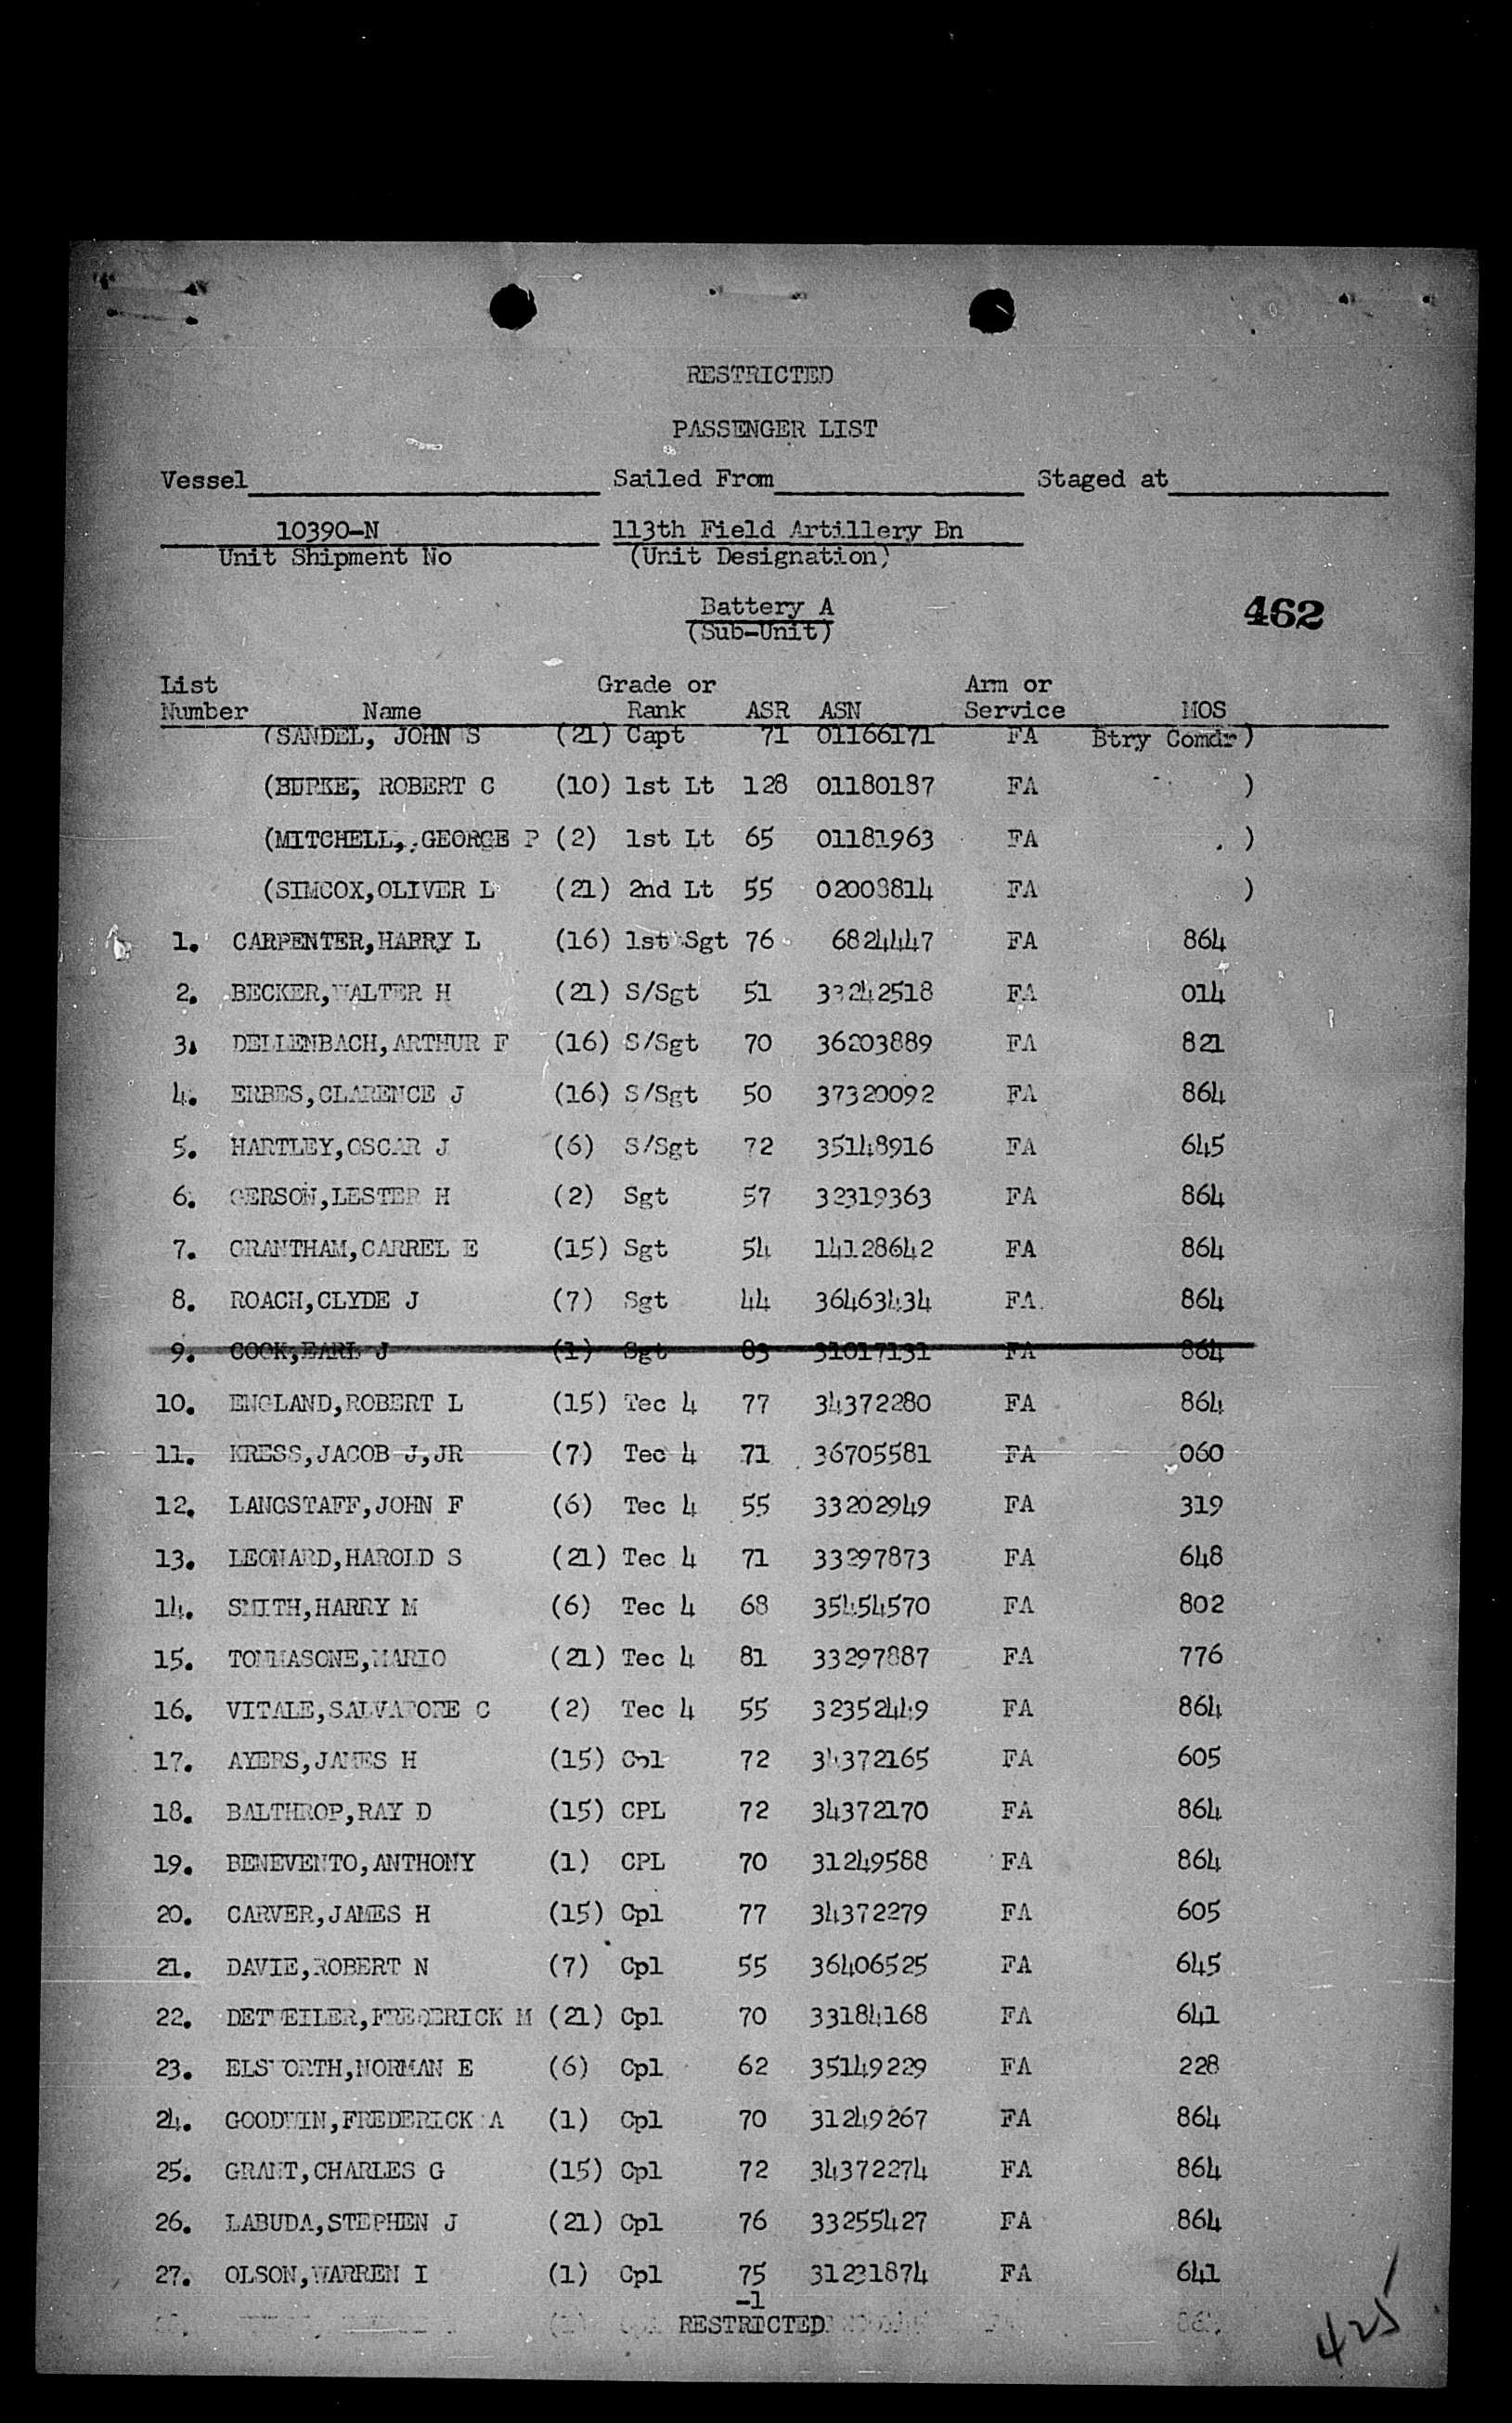 RESTRICTED
PASSENGER LIST
Vessel Sailed From Staged at
10390-N 113th Field Artillery Bn
Unit Shipment No (Unit Designation)
Battery A
462
(Sub-Unit)
List Grade or Arm or
Number Name Rank ASR ASN Service MOS
(SANDEL, JOHN S (21) Capt 71 01166171 FA Btry Comdr)
(BURKE, ROBERT C (10) 1st Lt 128 01180187 FA )
(MITCHELL, GEORGE P (2) 1st Lt 65 01181963 FA )
(SIMCOX,OLIVER L (21) 2nd Lt 55 02003814 FA )
1. CARPENTER,HARRY L (16) 1st Sgt 76 6824447 FA 864
2. BECKER,WALTER H (21) S/Sgt 51 33242518 FA 014
3. DELLENBACH,ARTHUR F (16) S/Sgt 70 36203889 FA 821
4. ERBES,CLARENCE J (16) S/Sgt 50 37320092 FA 864
5. HARTLEY,OSCAR J (6) S/Sgt 72 35148916 FA 645
6. GERSON,LESTER H (2) Sgt 57 32319363 FA 864
7. GRANTHAM,CARREL E (15) Sgt 54 14128642 FA 864
8. ROACH,CLYDE J (7) Sgt 44 36463434 FA 864
9. COOK,EARL J (1) Sgt 83 31017131 FA 864
10. ENGLAND,ROBERT L (15) Tec 4 77 34372280 FA 864
11. KRESS,JACOB J,JR (7) Tec 4 71 36705581 FA 060
12. LANGSTAFF,JOHN F (6) Tec 4 55 33202949 FA 319
13. LEONARD,HAROLD S (21) Tec 4 71 33297873 FA 648
14. SMITH,HARRY M (6) Tec 4 68 35454570 FA 802
15. TOMMASONE,MARIO (21) Tec 4 81 33297887 FA 776
16. VITALE,SALVATORE C (2) Tec 4 55 32352449 FA 864
17. AYERS,JAMES H (15) Cpl 72 34372165 FA 605
18. BALTHROP,RAY D (15) CPL 72 34372170 FA 864
19. BENEVENTO,ANTHONY (1) CPL 70 31249588 FA 864
20. CARVER,JAMES H (15) Cpl 77 34372279 FA 605
21. DAVIE,ROBERT N (7) Cpl 55 36406525 FA 645
22. DETWEILER,FREDERICK M (21) Cpl 70 33184168 FA 641
23. ELSWORTH,NORMAN E (6) Cpl 62 35149229 FA 228
24. GOODWIN,FREDERICK A (1) Cpl 70 31249267 FA 864
25. GRANT,CHARLES G (15) Cpl 72 34372274 FA 864
26. LABUDA,STEPHEN J (21) Cpl 76 33255427 FA 864
27. OLSON,WARREN I (1) Cpl 75 31231874 FA 641
-1
RESTRICTED
425